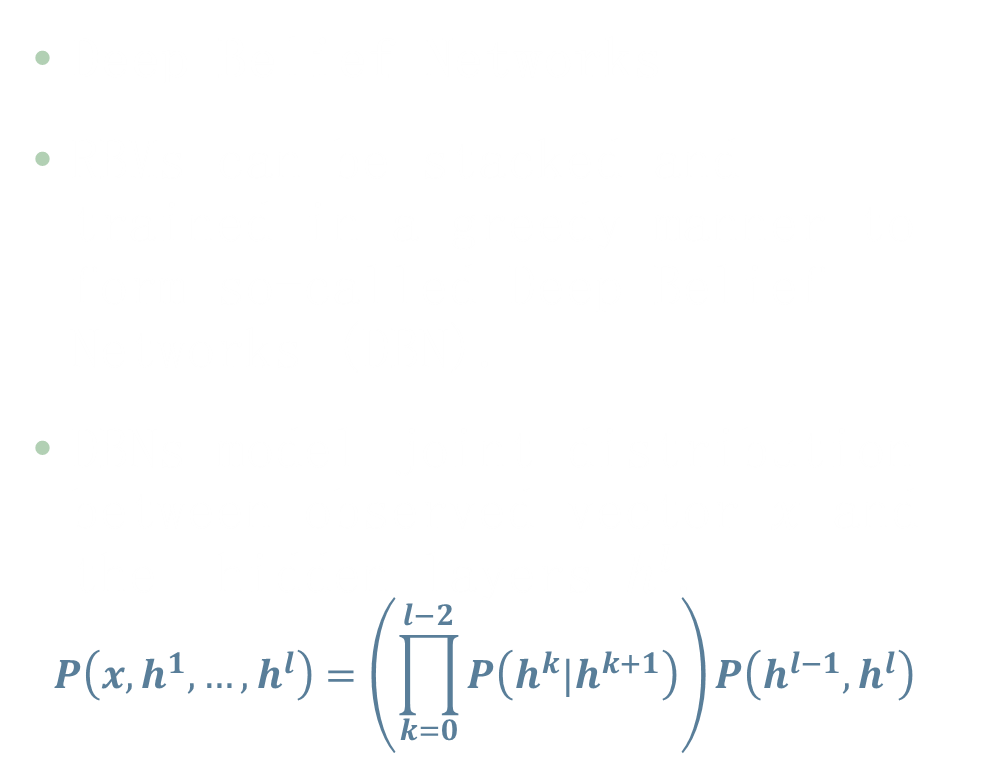 •
•
•
P(x, h^1, …, h^l) = (∏_{k=0}^{l−2} P(h^k|h^{k+1})) P(h^{l−1}, h^l)